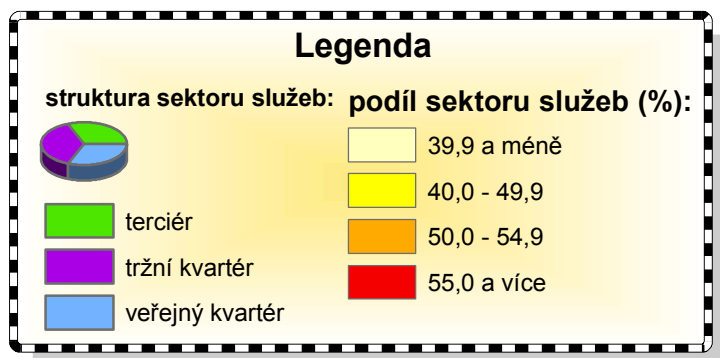 Legenda
struktura sektoru služeb:
terciér
tržní kvartér
veřejný kvartér
podíl sektoru služeb (%):
39,9 a méně
40,0 - 49,9
50,0 - 54,9
55,0 a více